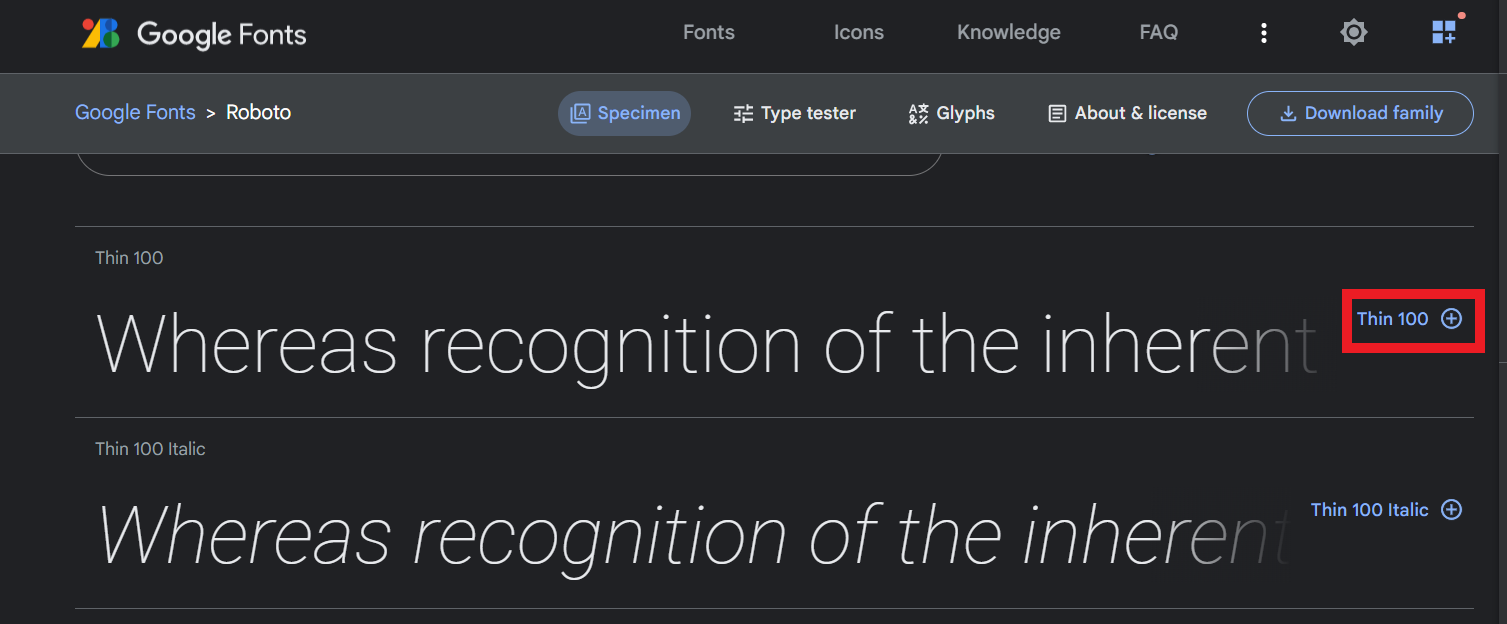 Google Fonts
Fonts
Icons
Knowledge
FAQ
Google Fonts > Roboto
Specimen
Type tester
Glyphs
About & license
Download family
Thin 100
Whereas recognition of the inherent
Thin 100
Thin 100 Italic
Whereas recognition of the inherent
Thin 100 Italic